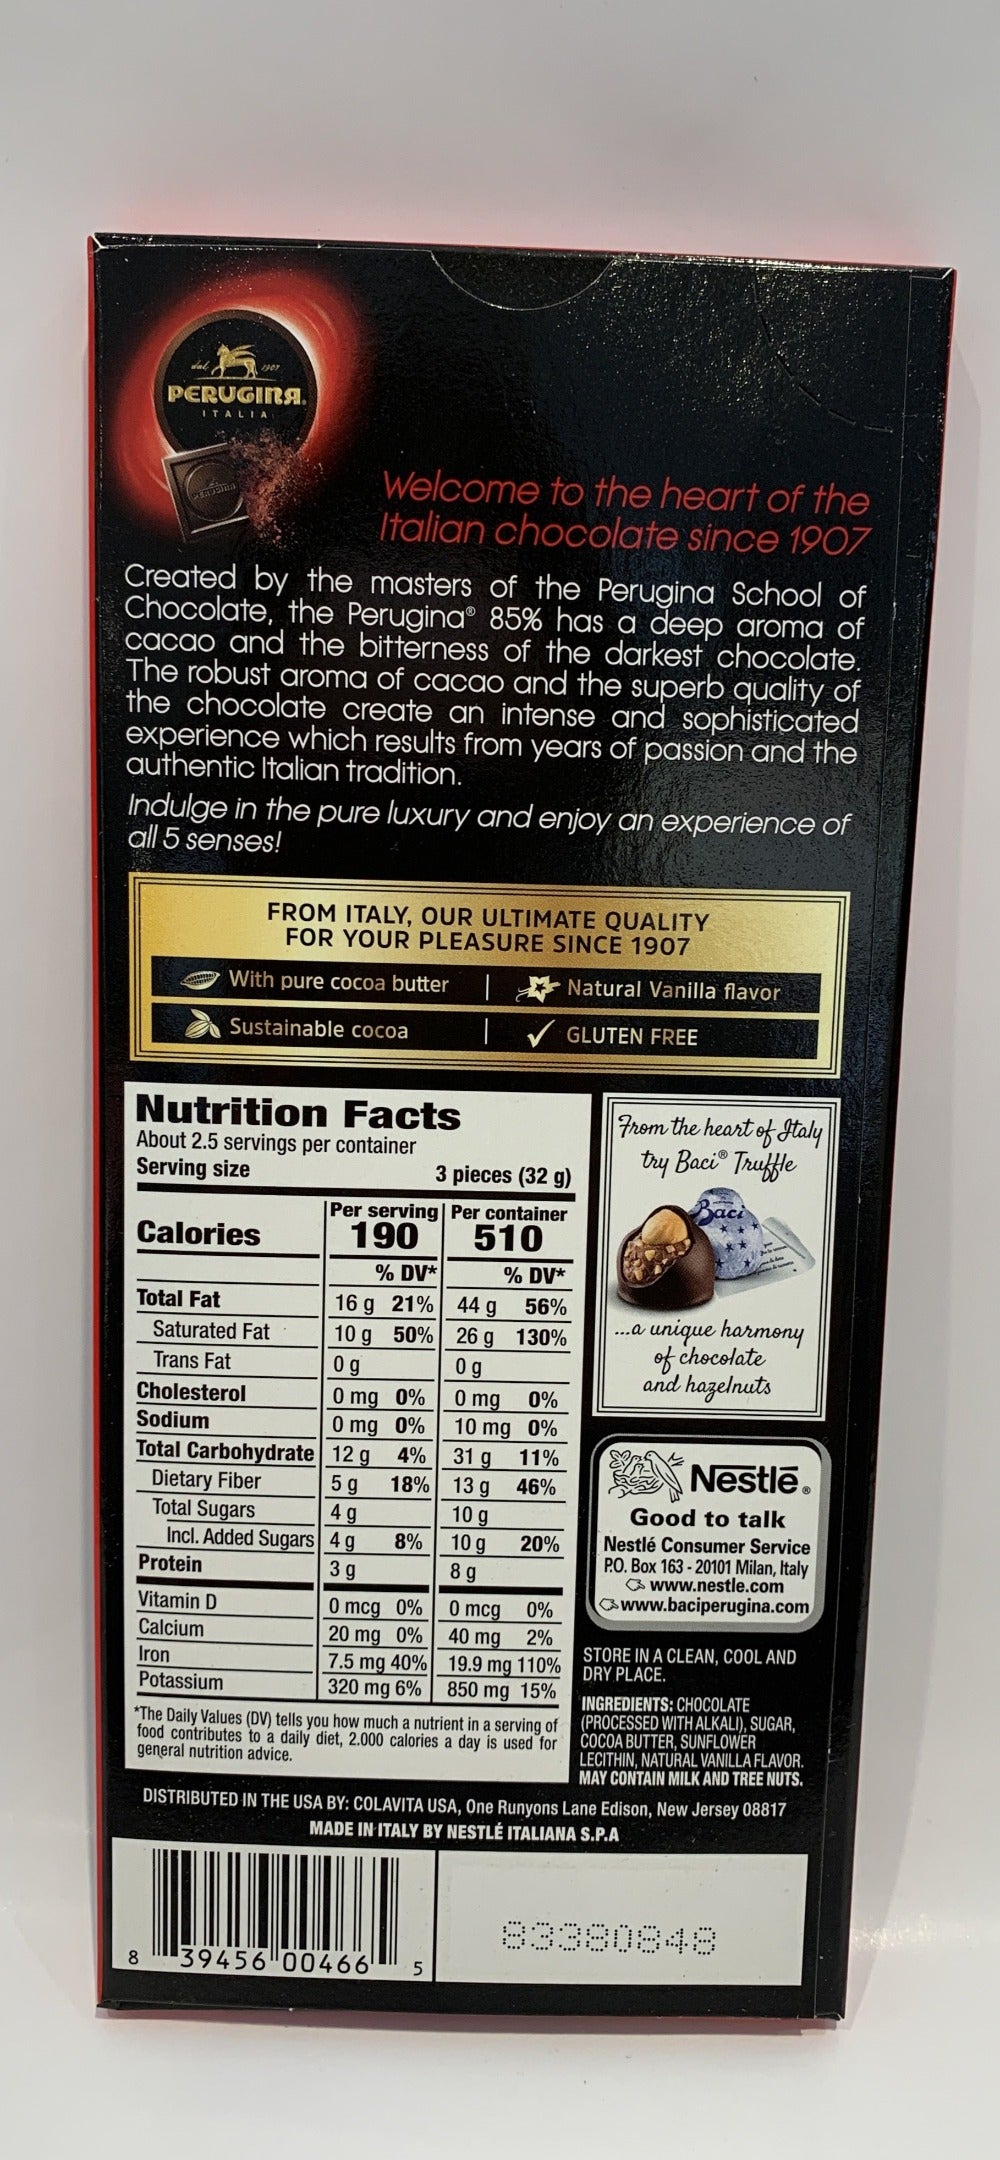 dal 1907
PERUGINA.
ITALIA
PERUGINA
Welcome to the heart of the
Italian chocolate since 1907
Created by the masters of the Perugina School of
Chocolate, the Perugina® 85% has a deep aroma of
cacao and the bitterness of the darkest chocolate.
The robust aroma of cacao and the superb quality of
the chocolate create an intense and sophisticated
experience which results from years of passion and the
authentic Italian tradition.
Indulge in the pure luxury and enjoy an experience of
all 5 senses!
FROM ITALY, OUR ULTIMATE QUALITY
FOR YOUR PLEASURE SINCE 1907
With pure cocoa butter | Natural Vanilla flavor
Sustainable cocoa | ✓ GLUTEN FREE
Nutrition Facts
About 2.5 servings per container
Serving size 3 pieces (32 g)
Per serving Per container
Calories 190 510
% DV* % DV*
Total Fat 16 g 21% 44 g 56%
Saturated Fat 10 g 50% 26 g 130%
Trans Fat 0 g 0 g
Cholesterol 0 mg 0% 0 mg 0%
Sodium 0 mg 0% 10 mg 0%
Total Carbohydrate 12 g 4% 31 g 11%
Dietary Fiber 5 g 18% 13 g 46%
Total Sugars 4 g 10 g
Incl. Added Sugars 4 g 8% 10 g 20%
Protein 3 g 8 g
Vitamin D 0 mcg 0% 0 mcg 0%
Calcium 20 mg 0% 40 mg 2%
Iron 7.5 mg 40% 19.9 mg 110%
Potassium 320 mg 6% 850 mg 15%
*The Daily Values (DV) tells you how much a nutrient in a serving of
food contributes to a daily diet, 2.000 calories a day is used for
general nutrition advice.
From the heart of Italy
try Baci® Truffle
Baci
...a unique harmony
of chocolate
and hazelnuts
Nestlé®
Good to talk
Nestlé Consumer Service
P.O. Box 163 - 20101 Milan, Italy
www.nestle.com
www.baciperugina.com
STORE IN A CLEAN, COOL AND
DRY PLACE.
INGREDIENTS: CHOCOLATE
(PROCESSED WITH ALKALI), SUGAR,
COCOA BUTTER, SUNFLOWER
LECITHIN, NATURAL VANILLA FLAVOR.
MAY CONTAIN MILK AND TREE NUTS.
DISTRIBUTED IN THE USA BY: COLAVITA USA, One Runyons Lane Edison, New Jersey 08817
MADE IN ITALY BY NESTLÉ ITALIANA S.P.A
8 39456 00466 5
83380848